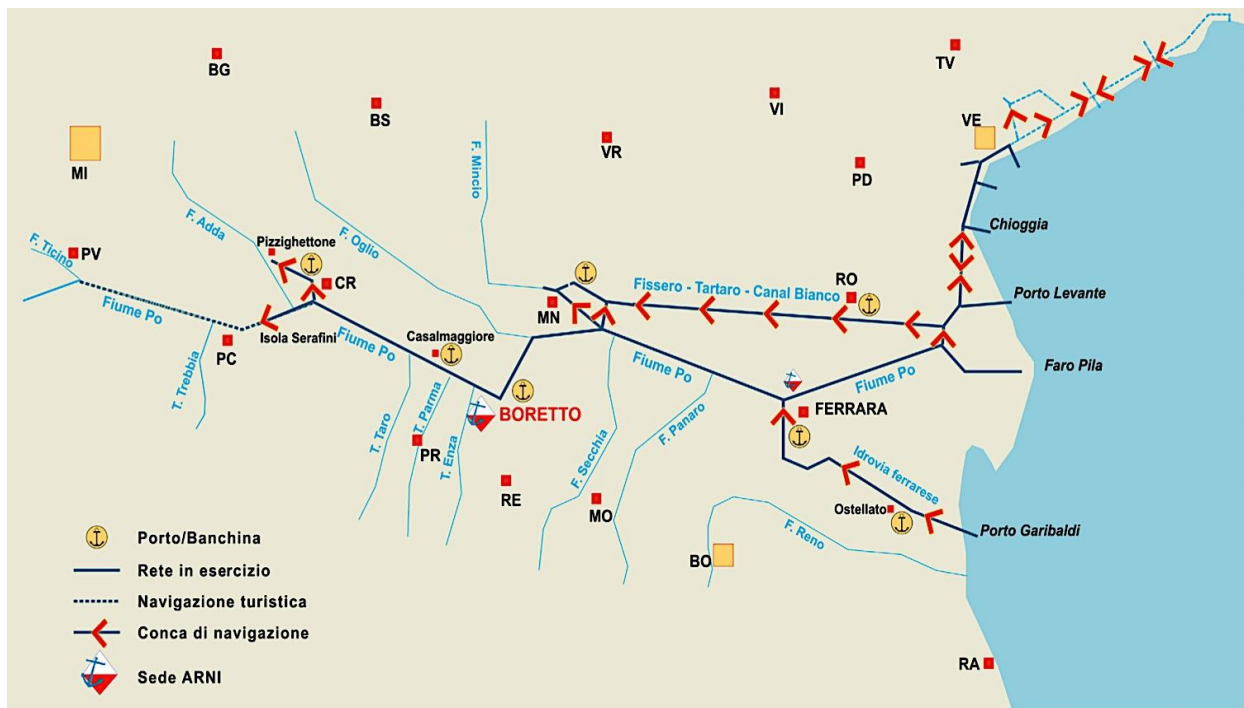 BG
BS
MI
VR
VI
PD
TV
VE
F. Mincio
F. Adda
F. Oglio
F. Ticino
PV
Pizzighettone
CR
Fiume Po
Isola Serafini
PC
T. Trebbia
Fiume Po
Casalmaggiore
MN
Fissero - Tartaro - Canal Bianco
RO
Chioggia
Porto Levante
Faro Pila
Fiume Po
Fiume Po
BORETTO
FERRARA
T. Taro
T. Parma
PR
T. Enza
RE
F. Secchia
MO
F. Panaro
Idrovia ferrarese
Ostellato
Porto Garibaldi
BO
F. Reno
RA
Porto/Banchina
Rete in esercizio
Navigazione turistica
Conca di navigazione
Sede ARNI